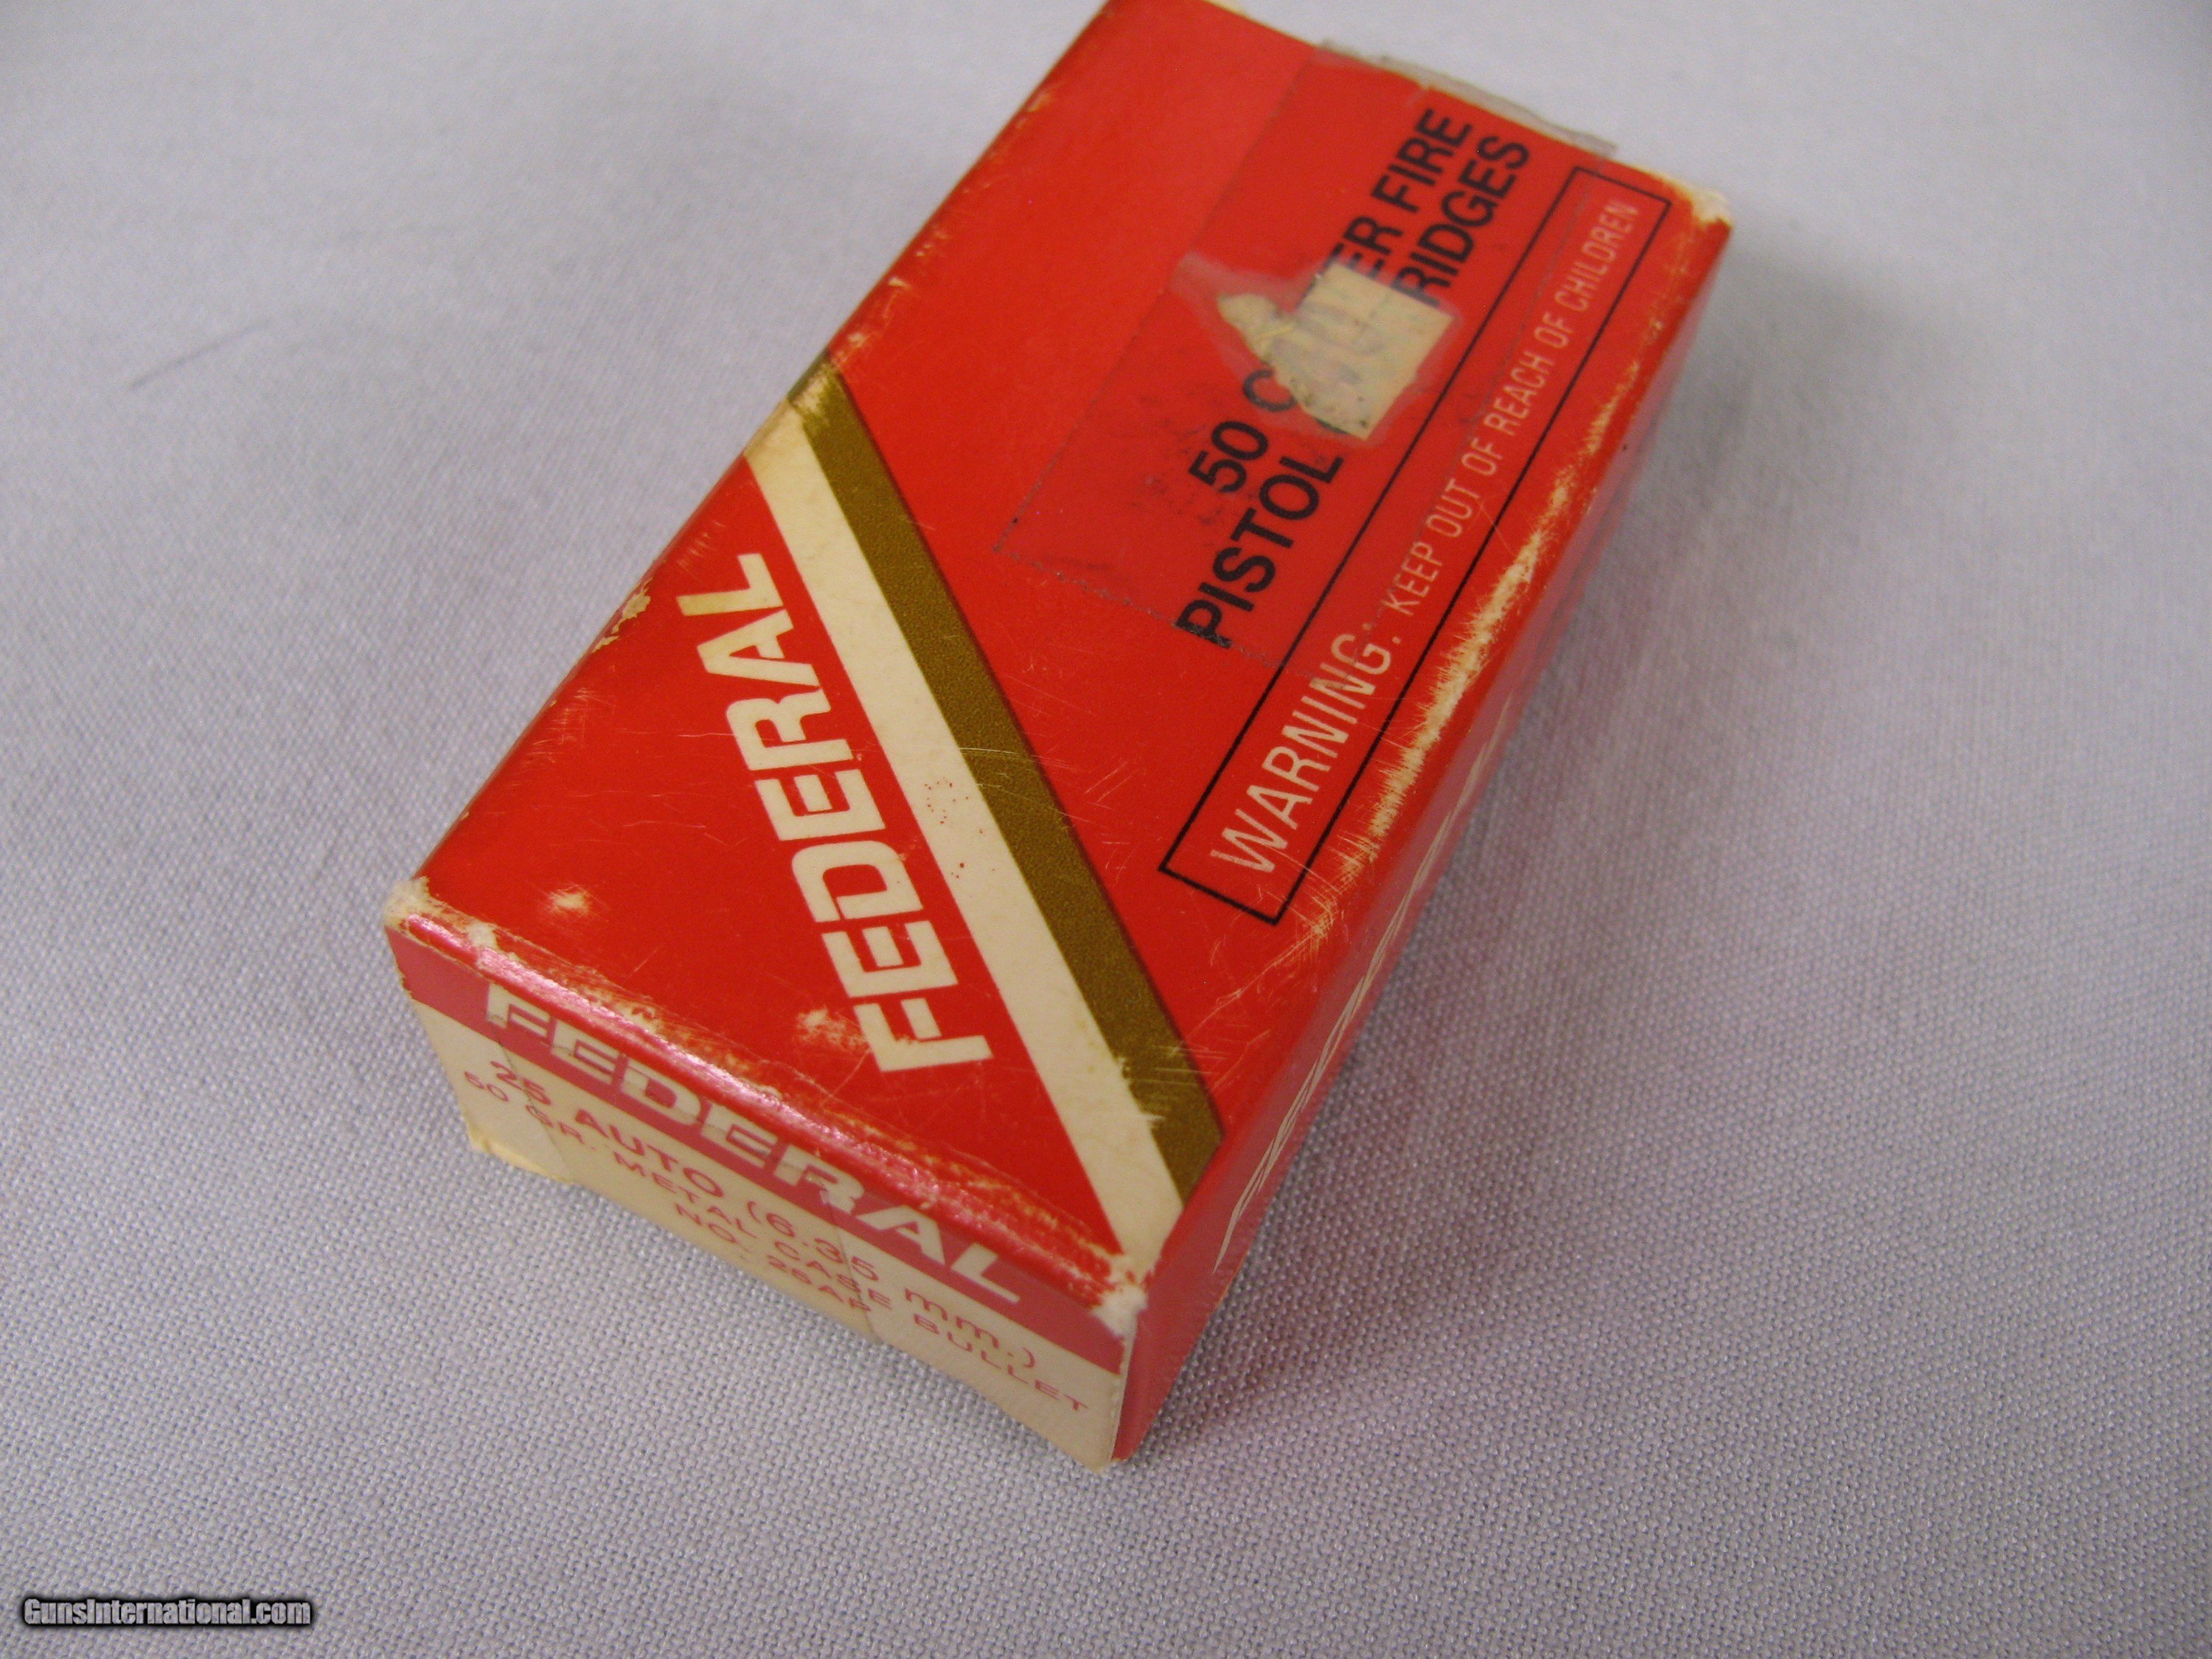 50 C ER FIRE
PISTOL RIDGES
WARNING: KEEP OUT OF REACH OF CHILDREN
FEDERAL
FEDERAL
25 AUTO (6.35 mm.)
50 GR. METAL CASE BULLET
NO. 25AP
GunsInternational.com